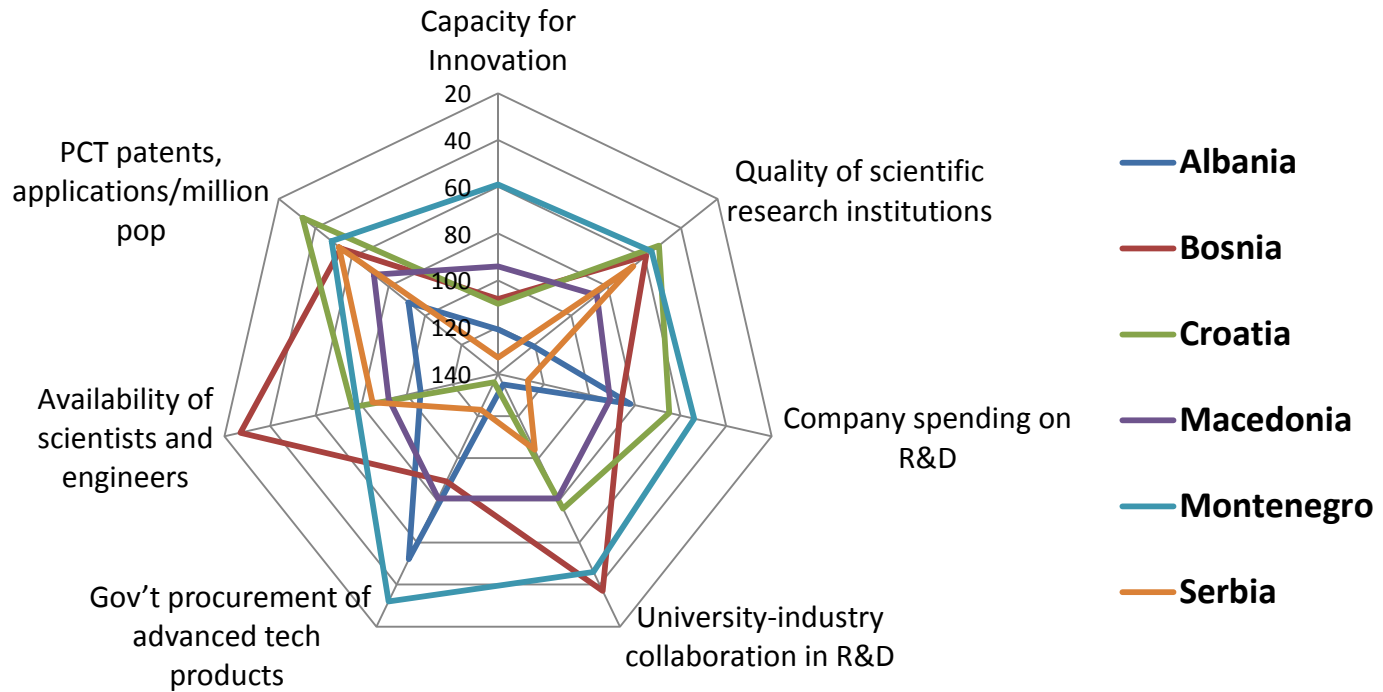 Capacity for
Innovation
20
40
60
80
100
120
140
Quality of scientific
research institutions
Company spending on
R&D
University-industry
collaboration in R&D
Gov't procurement of
advanced tech
products
Availability of
scientists and
engineers
PCT patents,
applications/million
pop
Albania
Bosnia
Croatia
Macedonia
Montenegro
Serbia